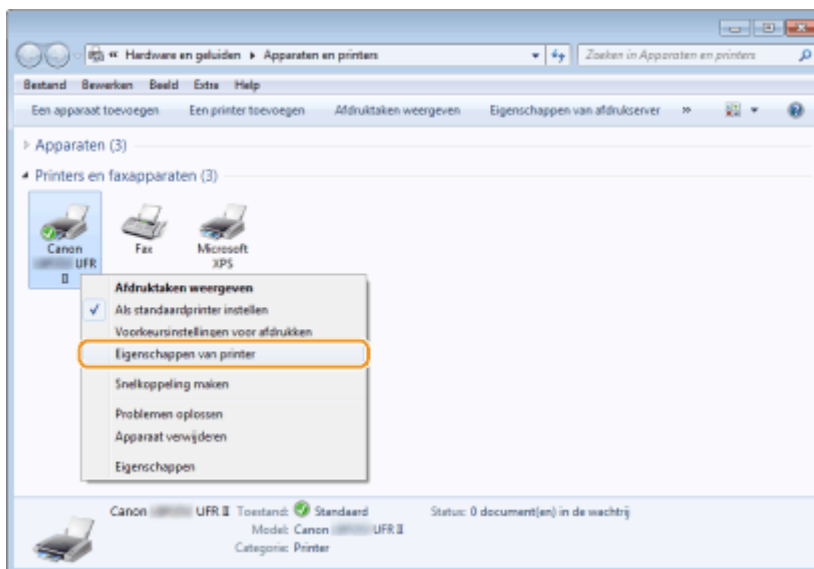 « Hardware en geluiden ▸ Apparaten en printers
Zoeken in Apparaten en printers
Bestand Bewerken Beeld Extra Help
Een apparaat toevoegen Een printer toevoegen Afdruktaken weergeven Eigenschappen van afdrukserver »
Apparaten (3)
Printers en faxapparaten (3)
Canon UFR II
Fax
Microsoft XPS
Afdruktaken weergeven
Als standaardprinter instellen
Voorkeursinstellingen voor afdrukken
Eigenschappen van printer
Snelkoppeling maken
Problemen oplossen
Apparaat verwijderen
Eigenschappen
Canon UFR II Toestand: Standaard Status: 0 document(en) in de wachtrij
Model: Canon UFR II
Categorie: Printer